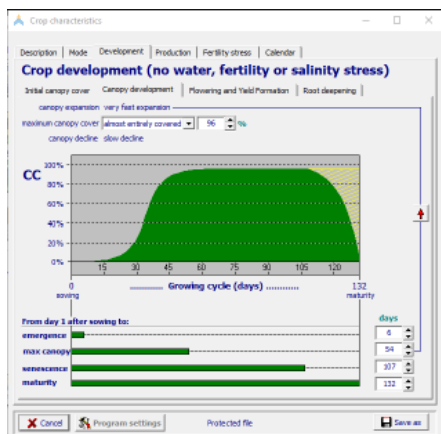 Crop characteristics
Description Mode Development Production Fertility stress Calendar
Crop development (no water, fertility or salinity stress)
Initial canopy cover Canopy development Flowering and Yield Formation Root deepening
canopy expansion very fast expansion
maximum canopy cover almost entirely covered 96 %
canopy decline slow decline
CC
100%
80%
60%
40%
20%
0%
15 30 45 60 75 90 105 120
0 ........ Growing cycle (days) ............ 132
sowing maturity
From day 1 after sowing to: days
emergence 6
max canopy 54
senescence 107
maturity 132
Cancel Program settings Protected file Save as